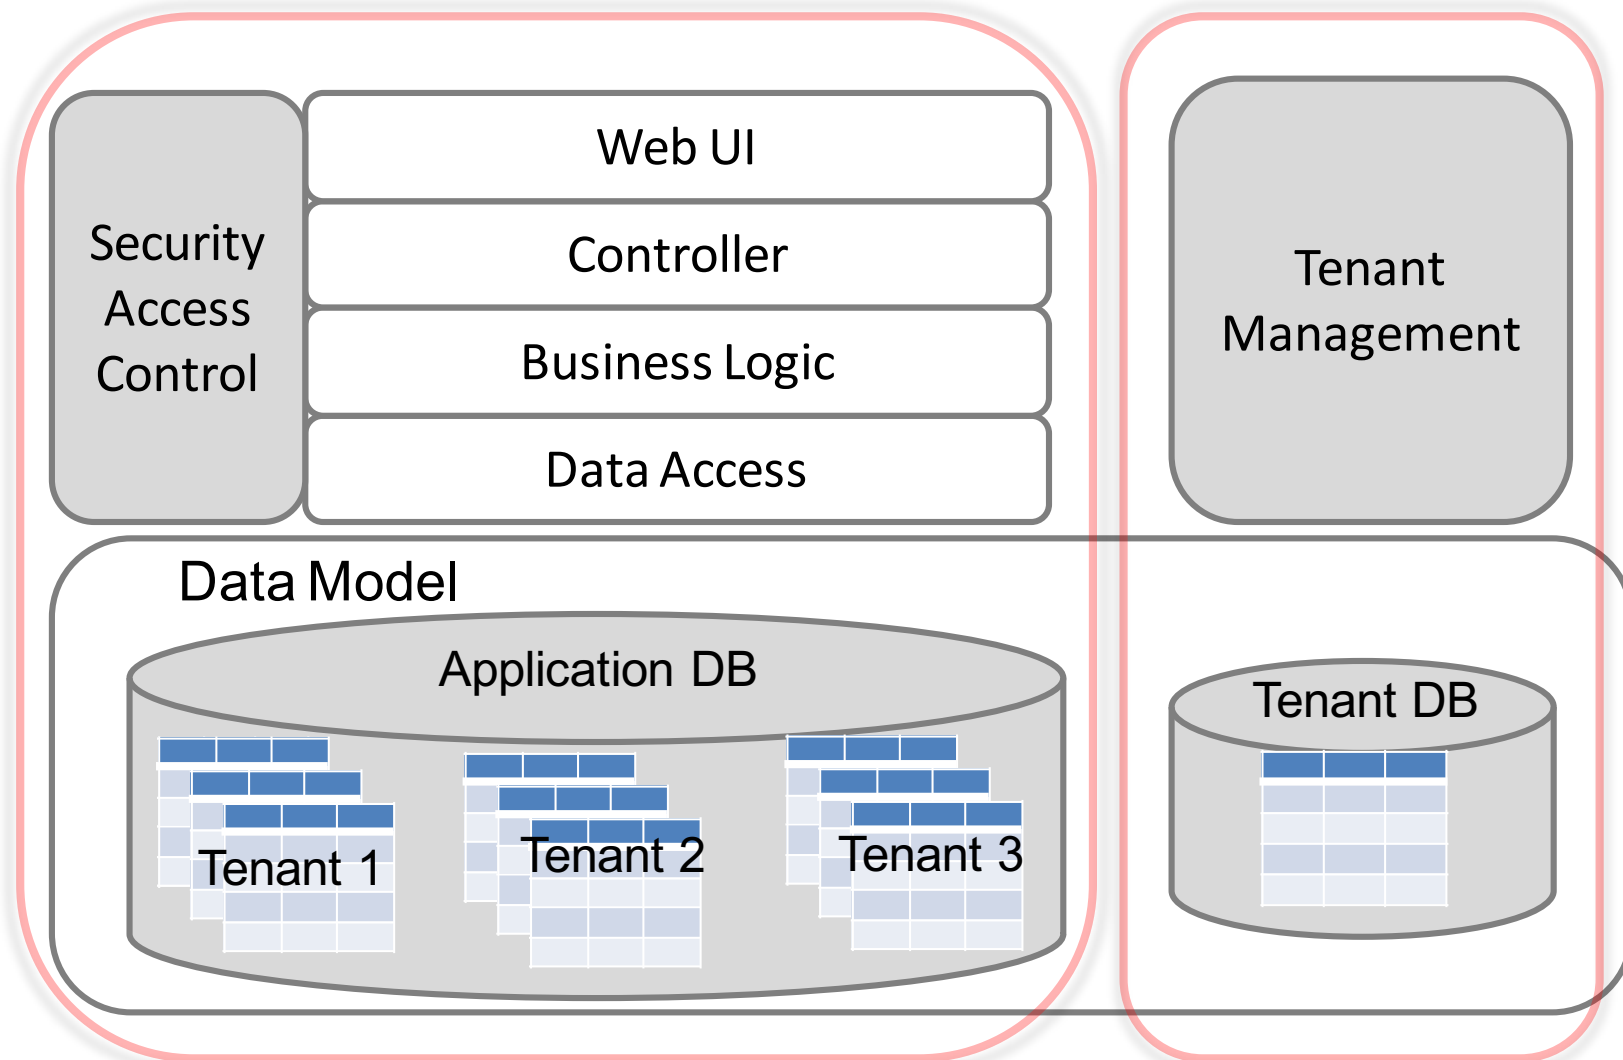 Security
Access
Control
Web UI
Controller
Business Logic
Data Access
Tenant
Management
Data Model
Application DB
Tenant 1
Tenant 2
Tenant 3
Tenant DB